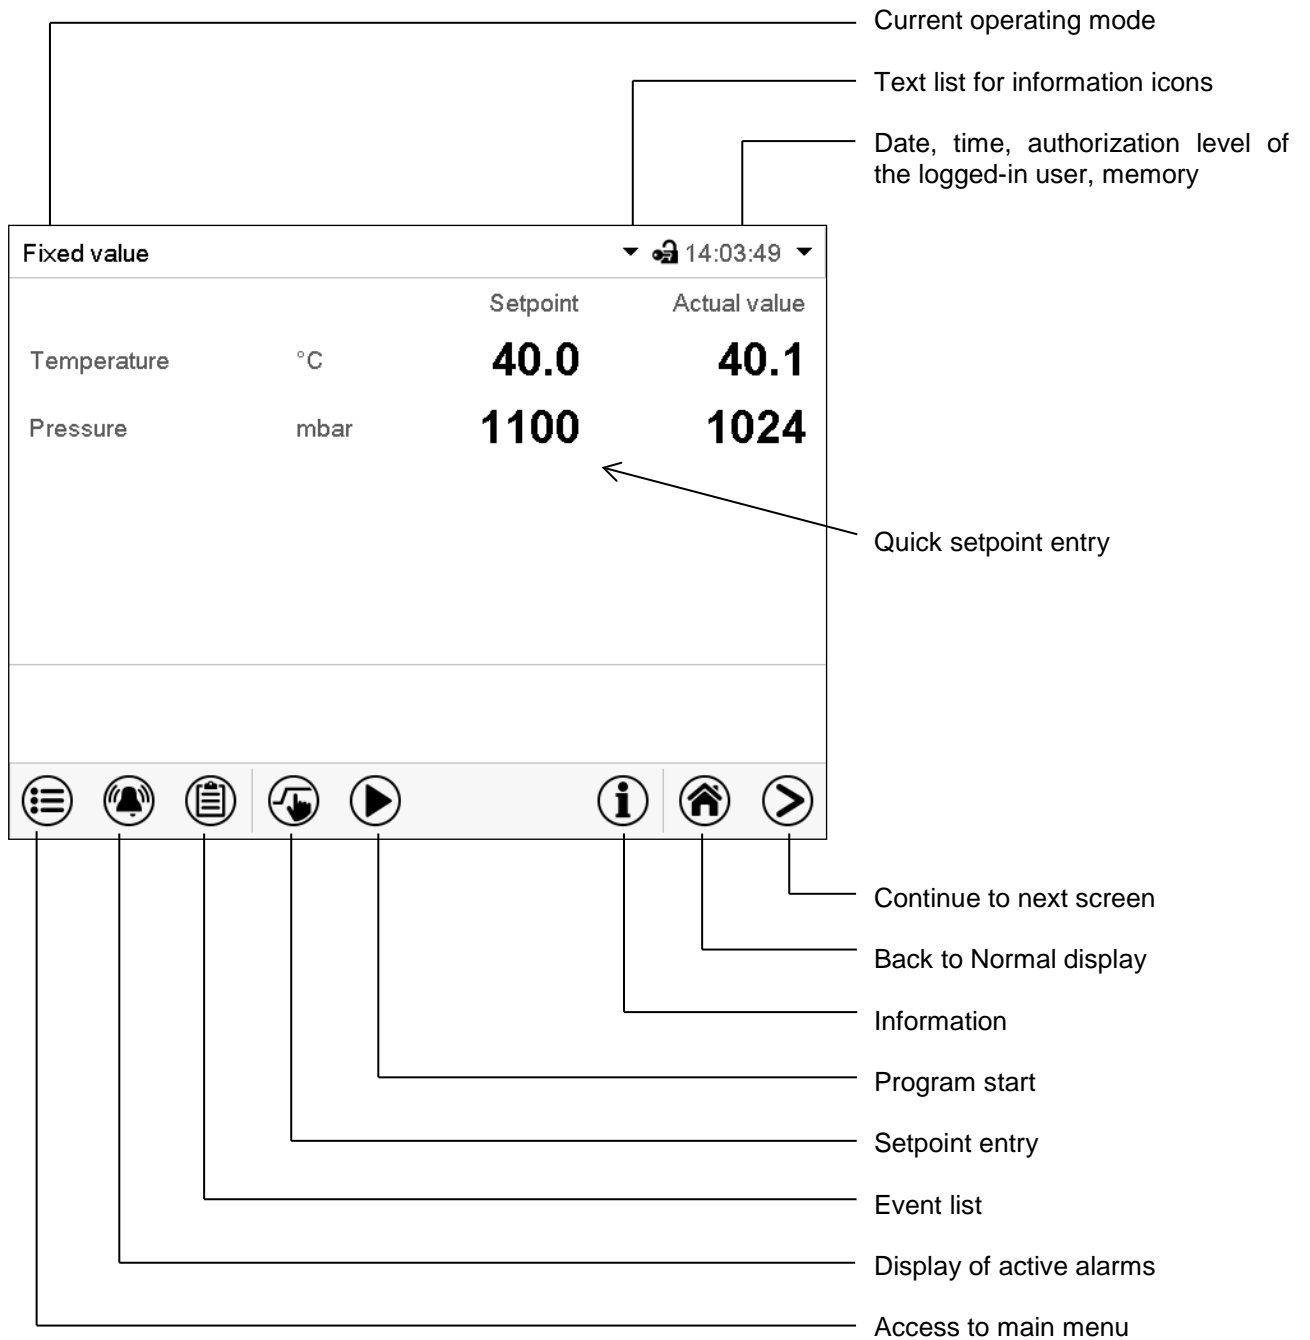 Current operating mode
Text list for information icons
Date, time, authorization level of
the logged-in user, memory
Fixed value 14:03:49
Setpoint Actual value
Temperature °C 40.0 40.1
Pressure mbar 1100 1024
Quick setpoint entry
Continue to next screen
Back to Normal display
Information
Program start
Setpoint entry
Event list
Display of active alarms
Access to main menu